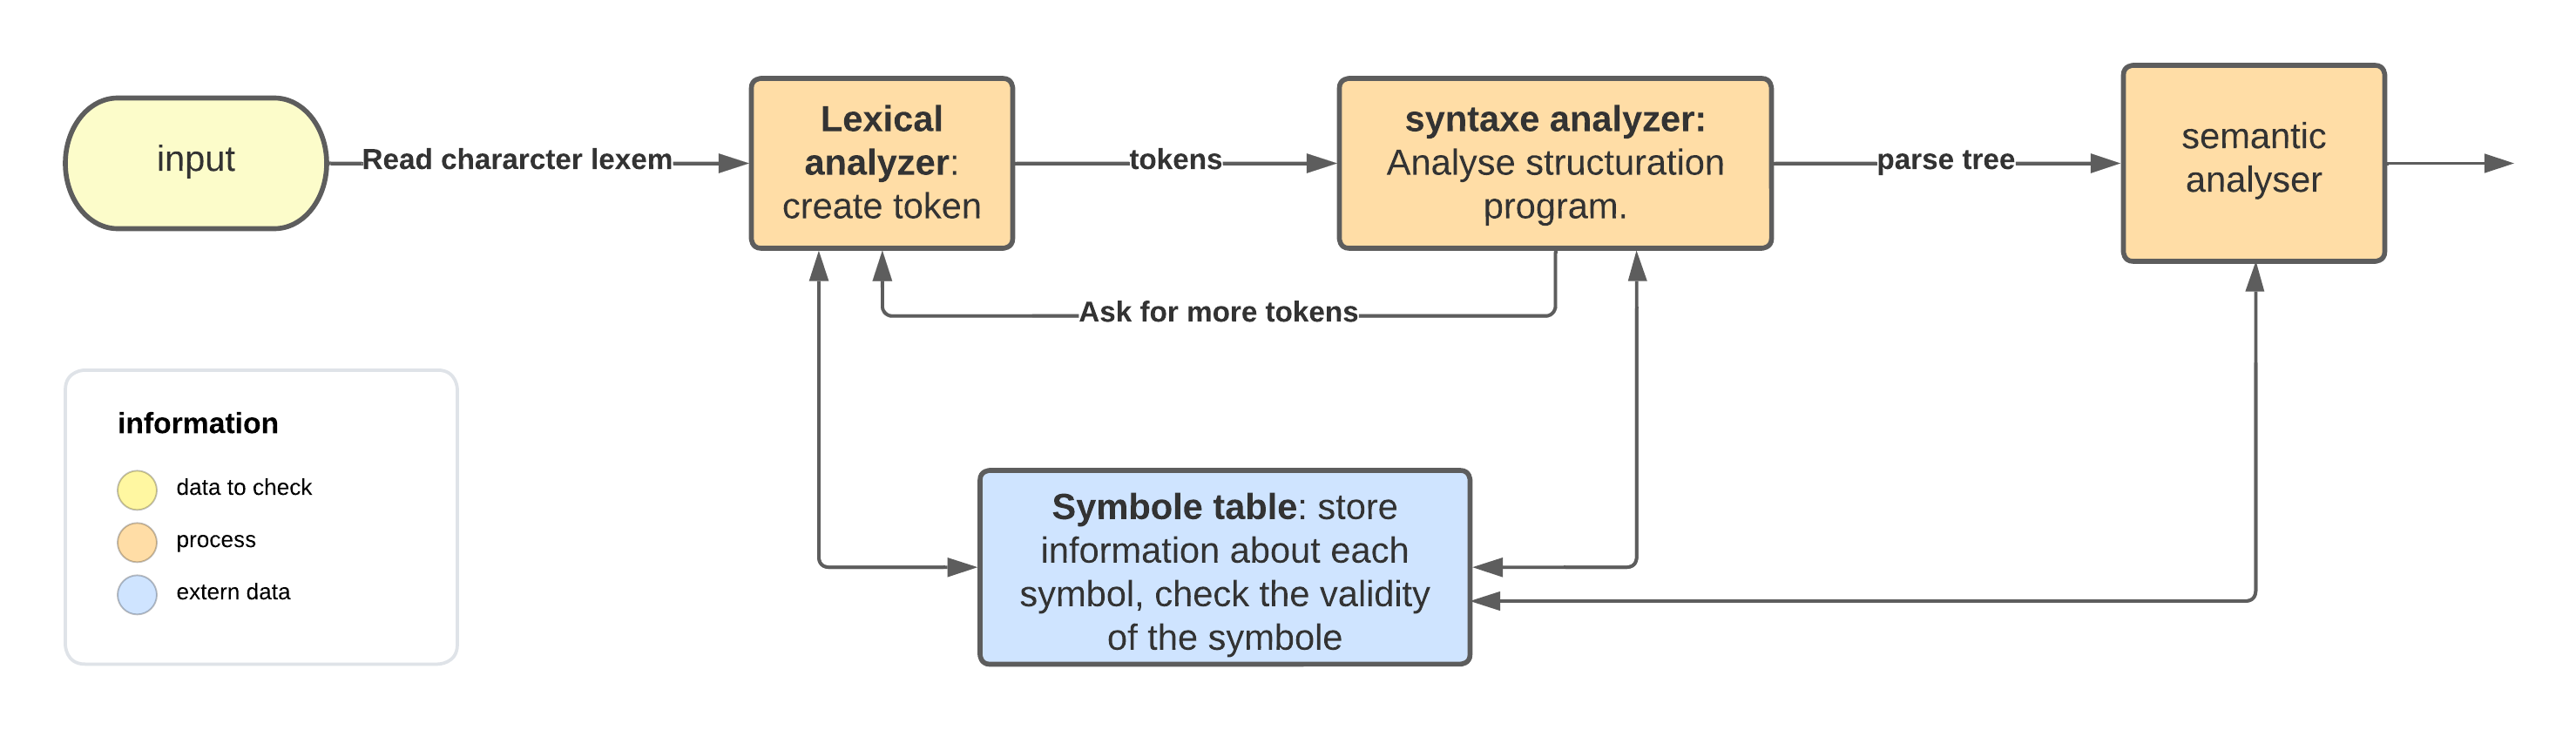 input
Read chararcter lexem
Lexical
analyzer:
create token
tokens
syntaxe analyzer:
Analyse structuration
program.
parse tree
semantic
analyser
Ask for more tokens
information
data to check
process
extern data
Symbole table: store
information about each
symbol, check the validity
of the symbole